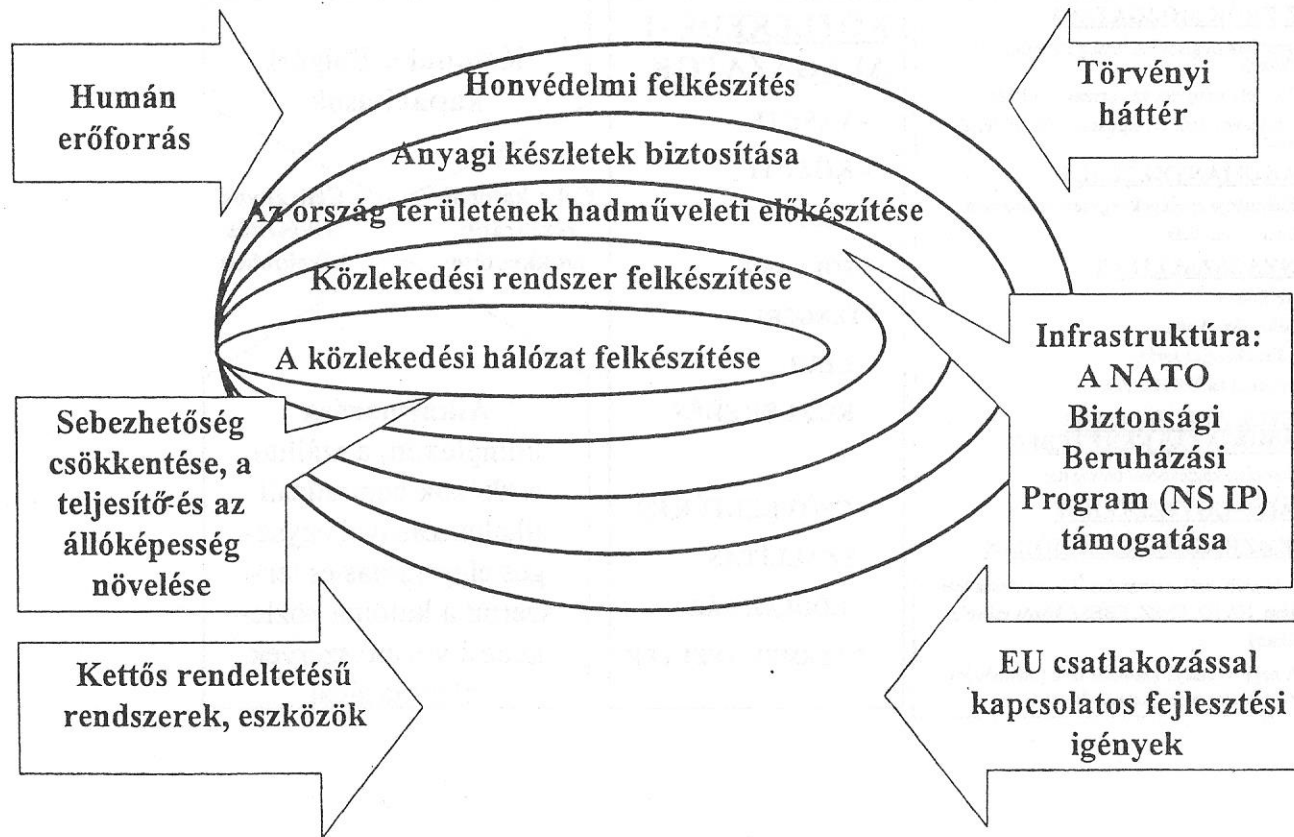 Humán
erőforrás
Honvédelmi felkészítés
Törvényi
háttér
Anyagi készletek biztosítása
Az ország területének hadműveleti előkészítése
Közlekedési rendszer felkészítése
A közlekedési hálózat felkészítése
Infrastruktúra:
A NATO
Biztonsági
Beruházási
Program (NS IP)
támogatása
Sebezhetőség
csökkentése, a
teljesítő- és az
állóképesség
növelése
Kettős rendeltetésű
rendszerek, eszközök
EU csatlakozással
kapcsolatos fejlesztési
igények